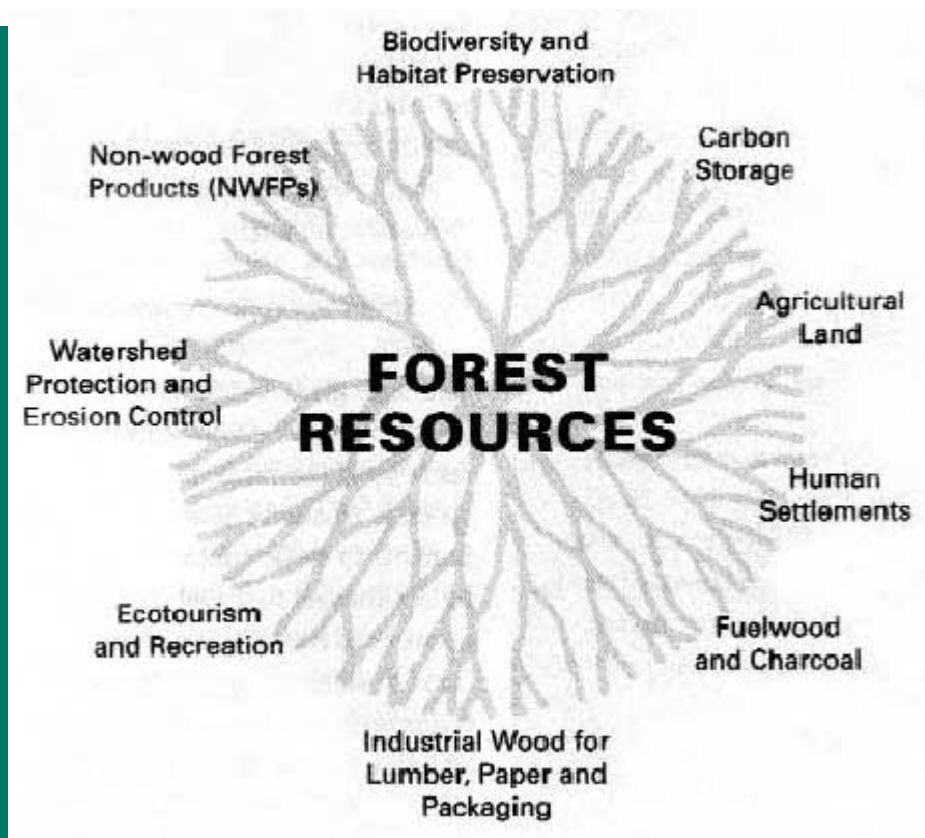 Biodiversity and
Habitat Preservation
Carbon
Storage
Non-wood Forest
Products (NWFPs)
Agricultural
Land
Watershed
Protection and
Erosion Control
FOREST
RESOURCES
Human
Settlements
Ecotourism
and Recreation
Fuelwood
and Charcoal
Industrial Wood for
Lumber, Paper and
Packaging